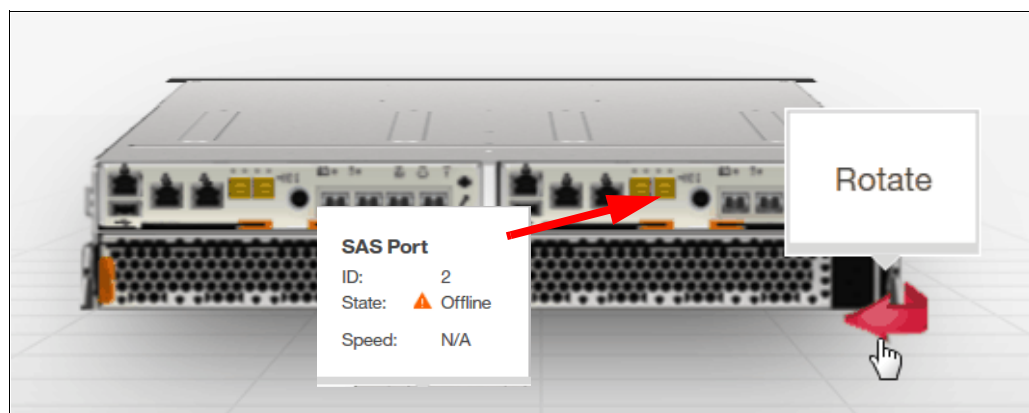 Rotate
SAS Port
ID: 2
State: Offline
Speed: N/A